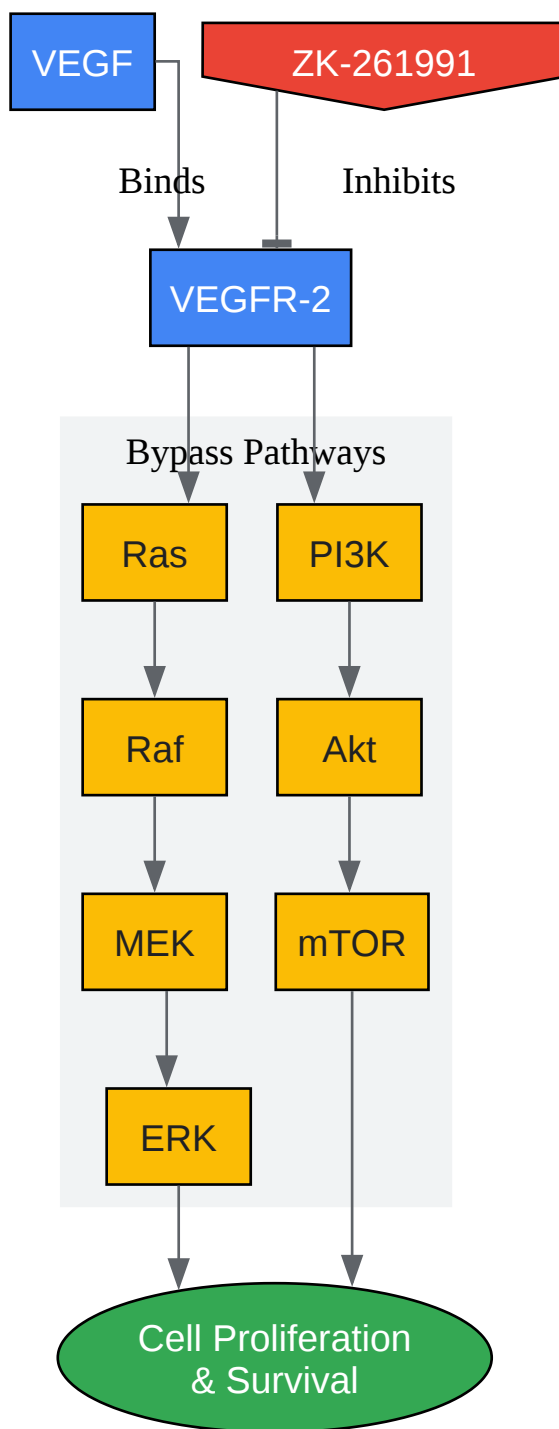 VEGF
ZK-261991
Binds
Inhibits
VEGFR-2
Bypass Pathways
Ras
PI3K
Raf
Akt
MEK
mTOR
ERK
Cell Proliferation
& Survival